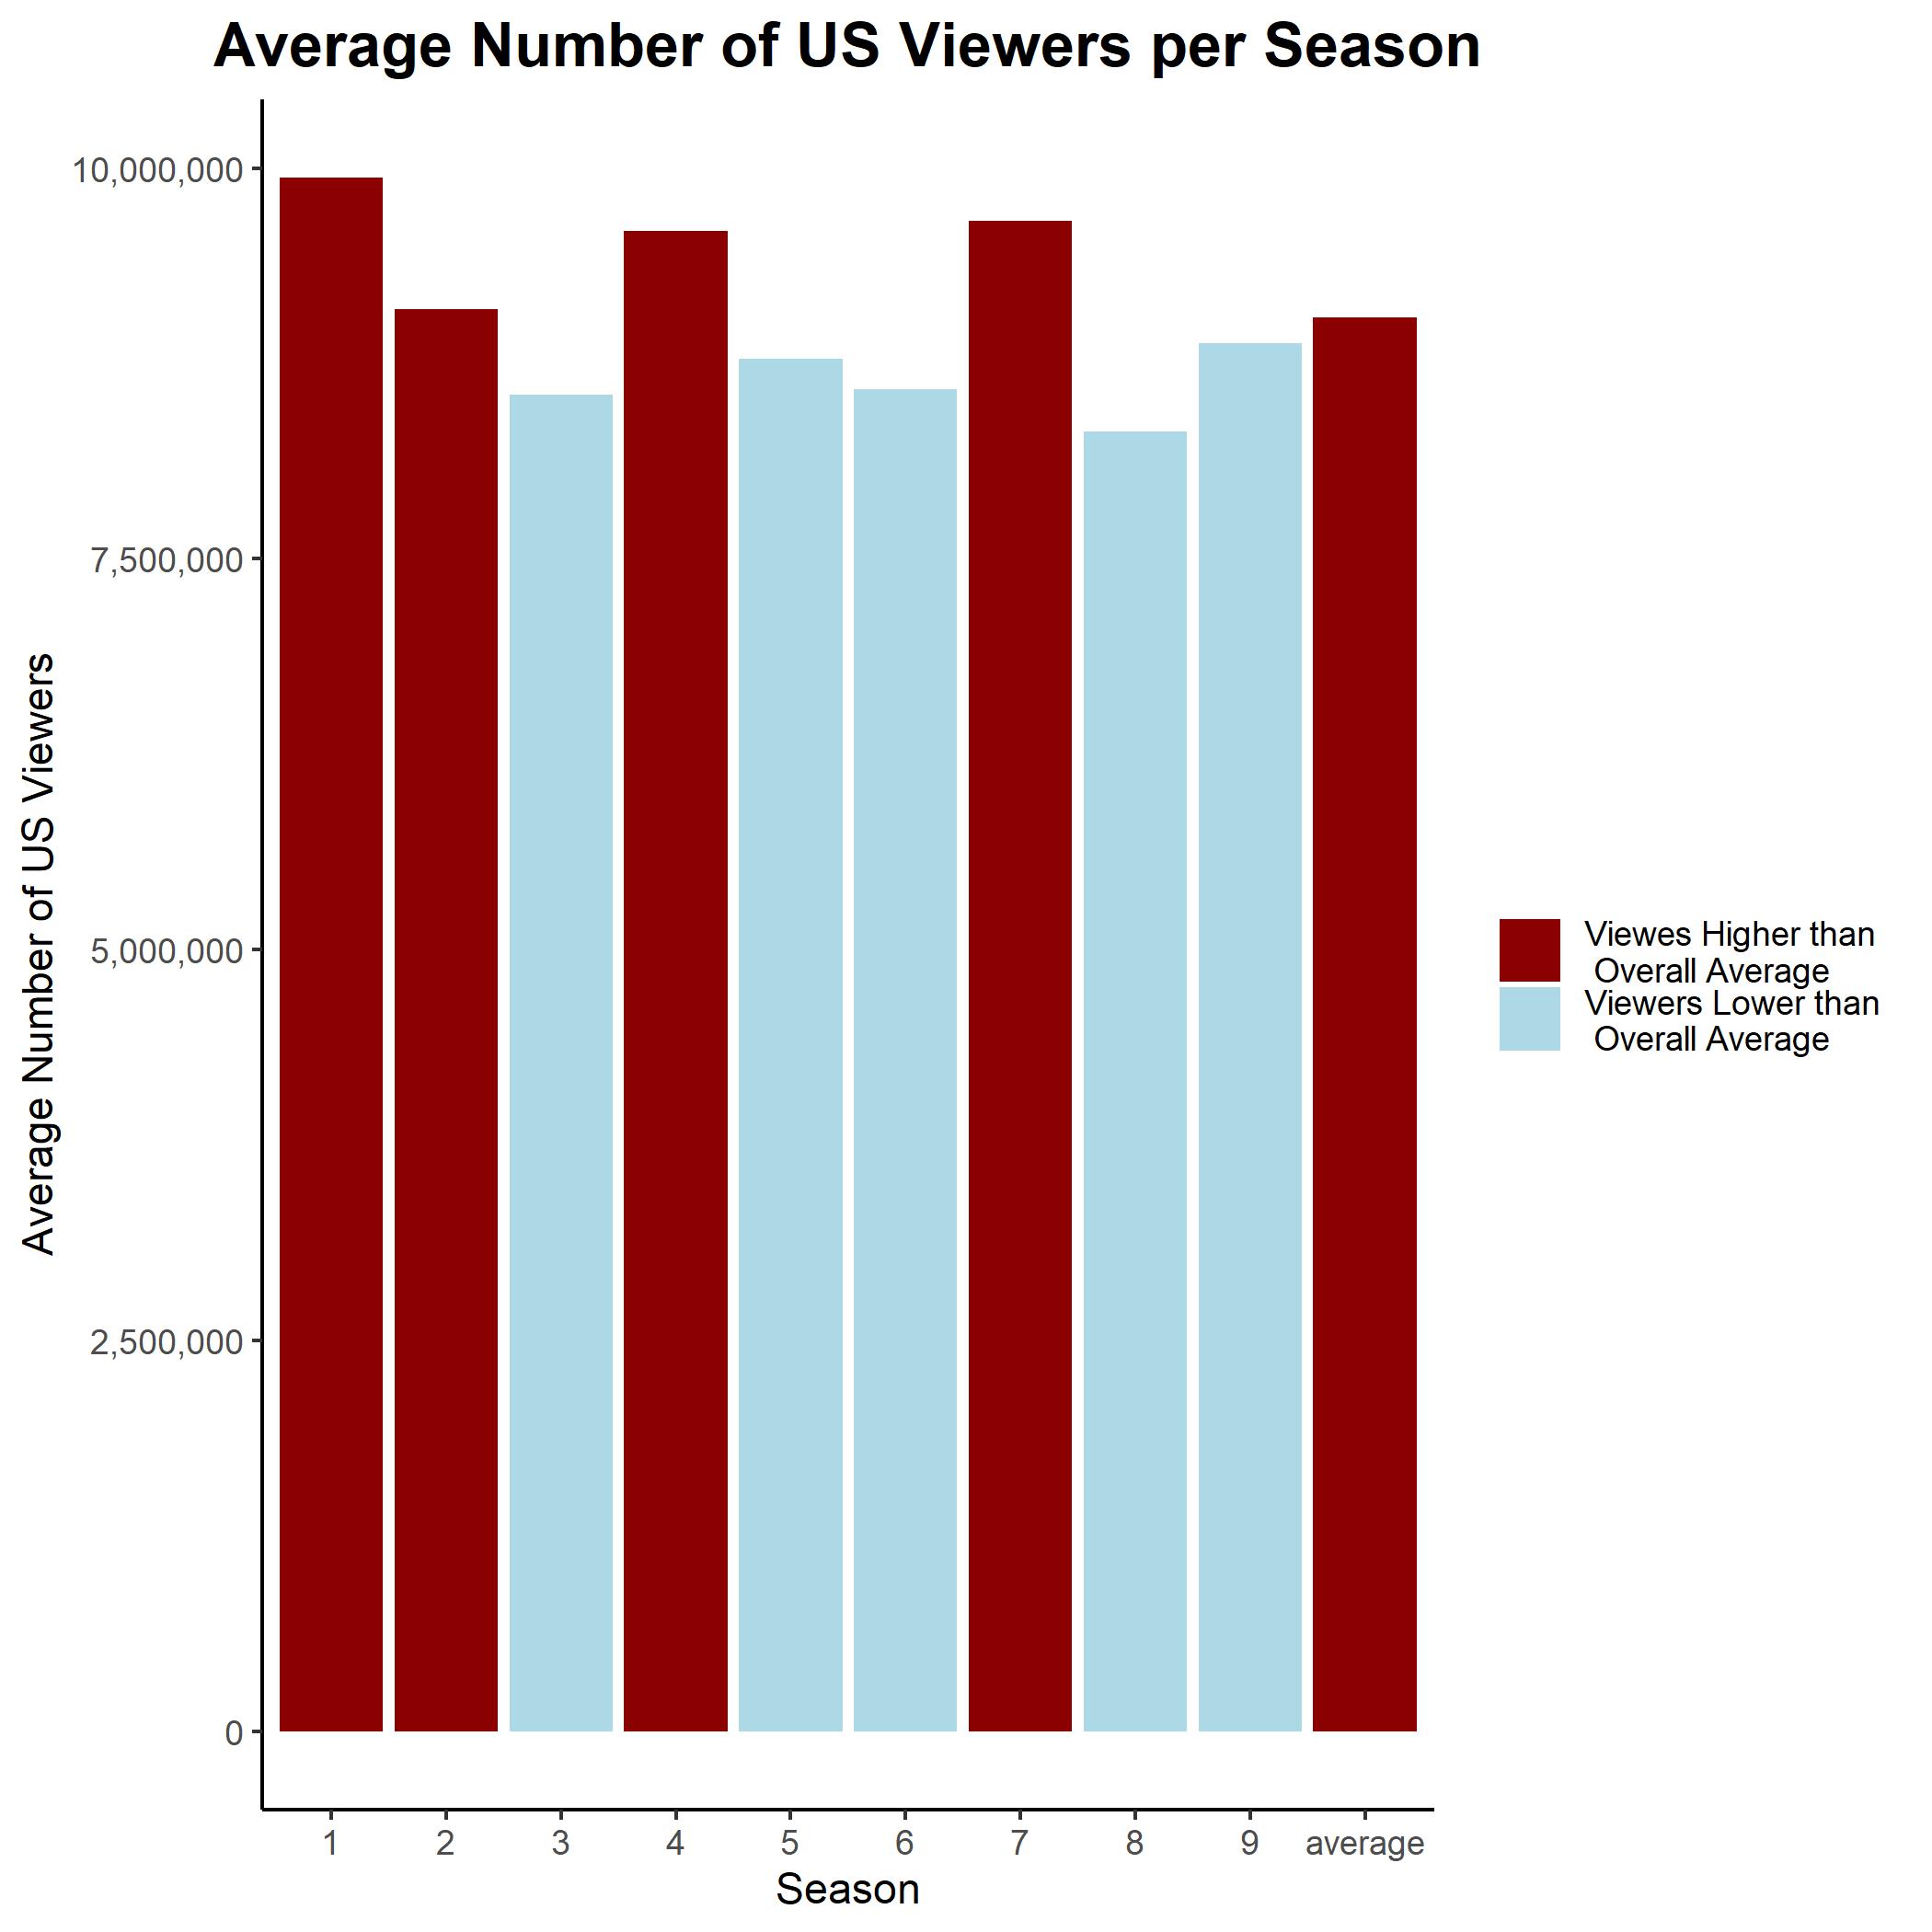 Average Number of US Viewers per Season
10,000,000
7,500,000
5,000,000
2,500,000
0
Average Number of US Viewers
1 2 3 4 5 6 7 8 9 average
Season
Viewes Higher than
Overall Average
Viewers Lower than
Overall Average